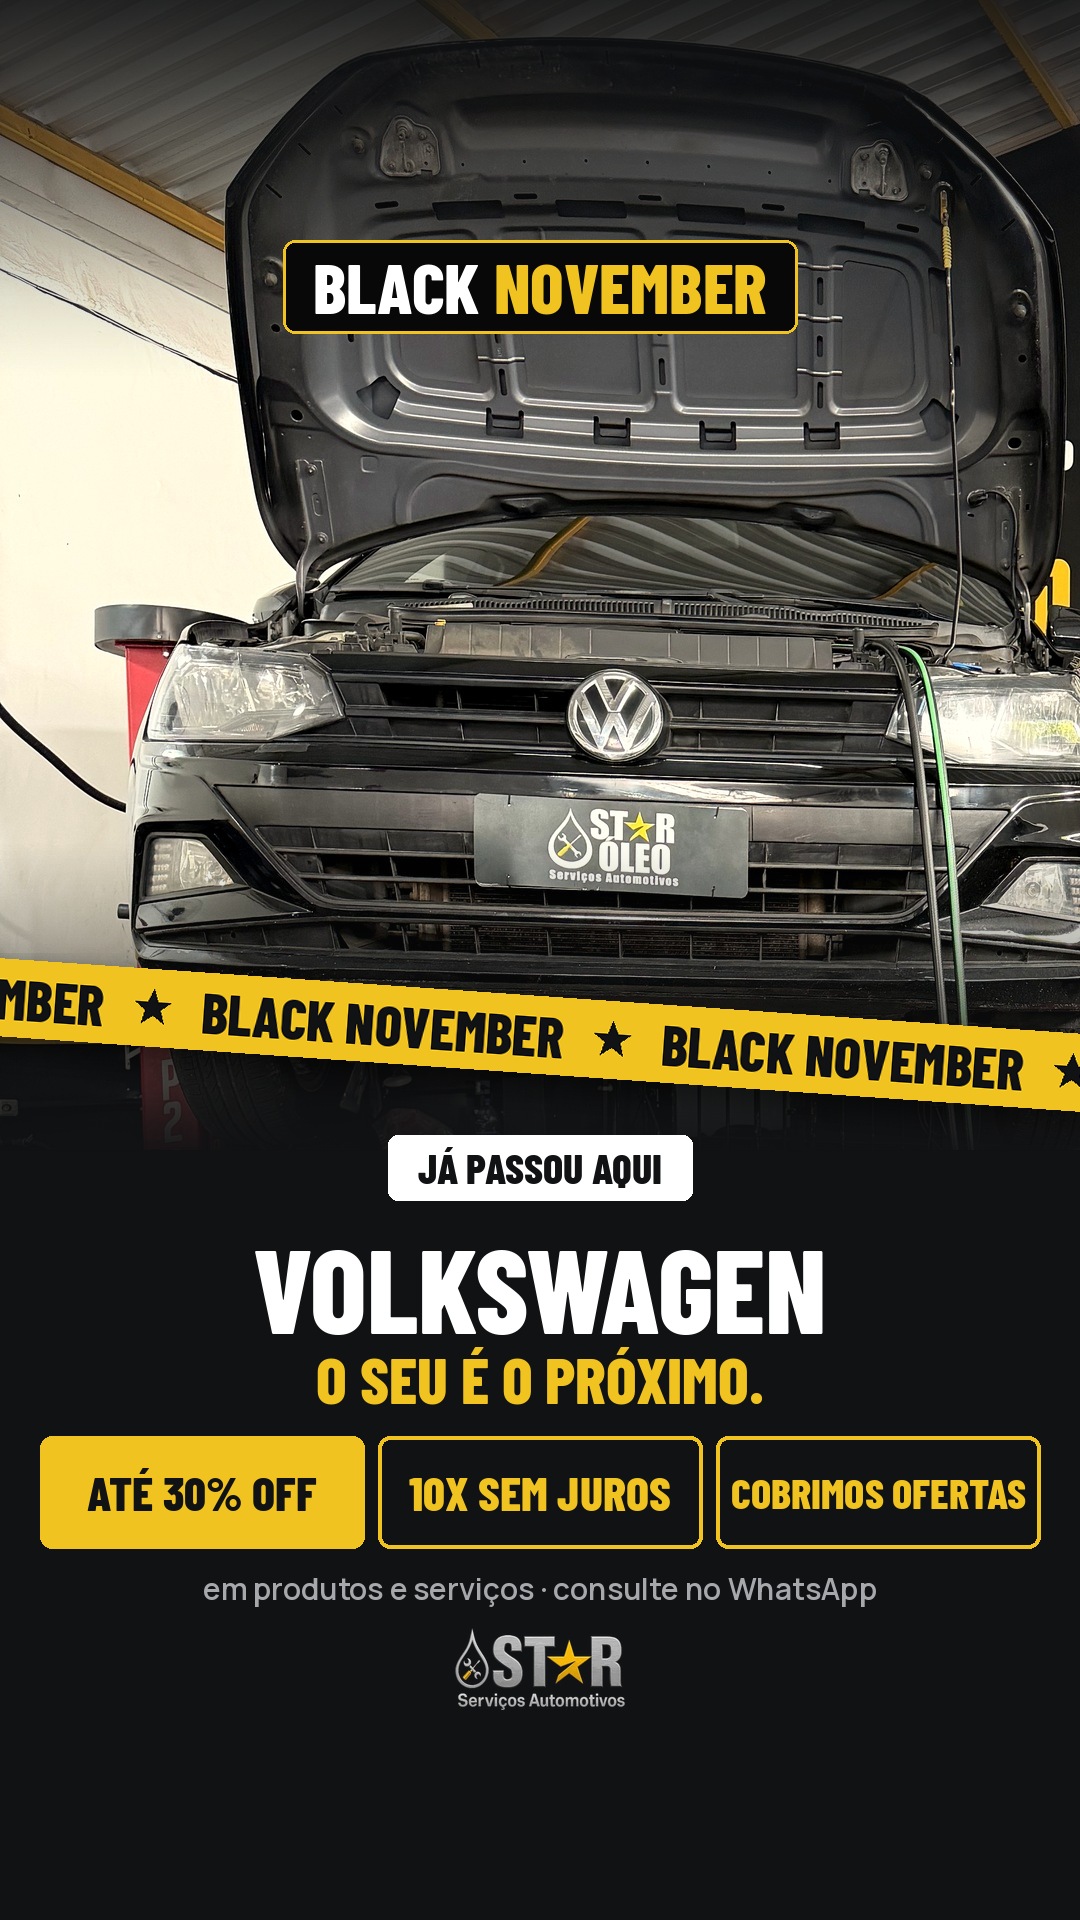 BLACK NOVEMBER
STAR
ÓLEO
Serviços Automotivos
MBER ★ BLACK NOVEMBER ★ BLACK NOVEMBER ★
P
2
JÁ PASSOU AQUI
VOLKSWAGEN
O SEU É O PRÓXIMO.
ATÉ 30% OFF
10X SEM JUROS
COBRIMOS OFERTAS
em produtos e serviços · consulte no WhatsApp
STAR
Serviços Automotivos